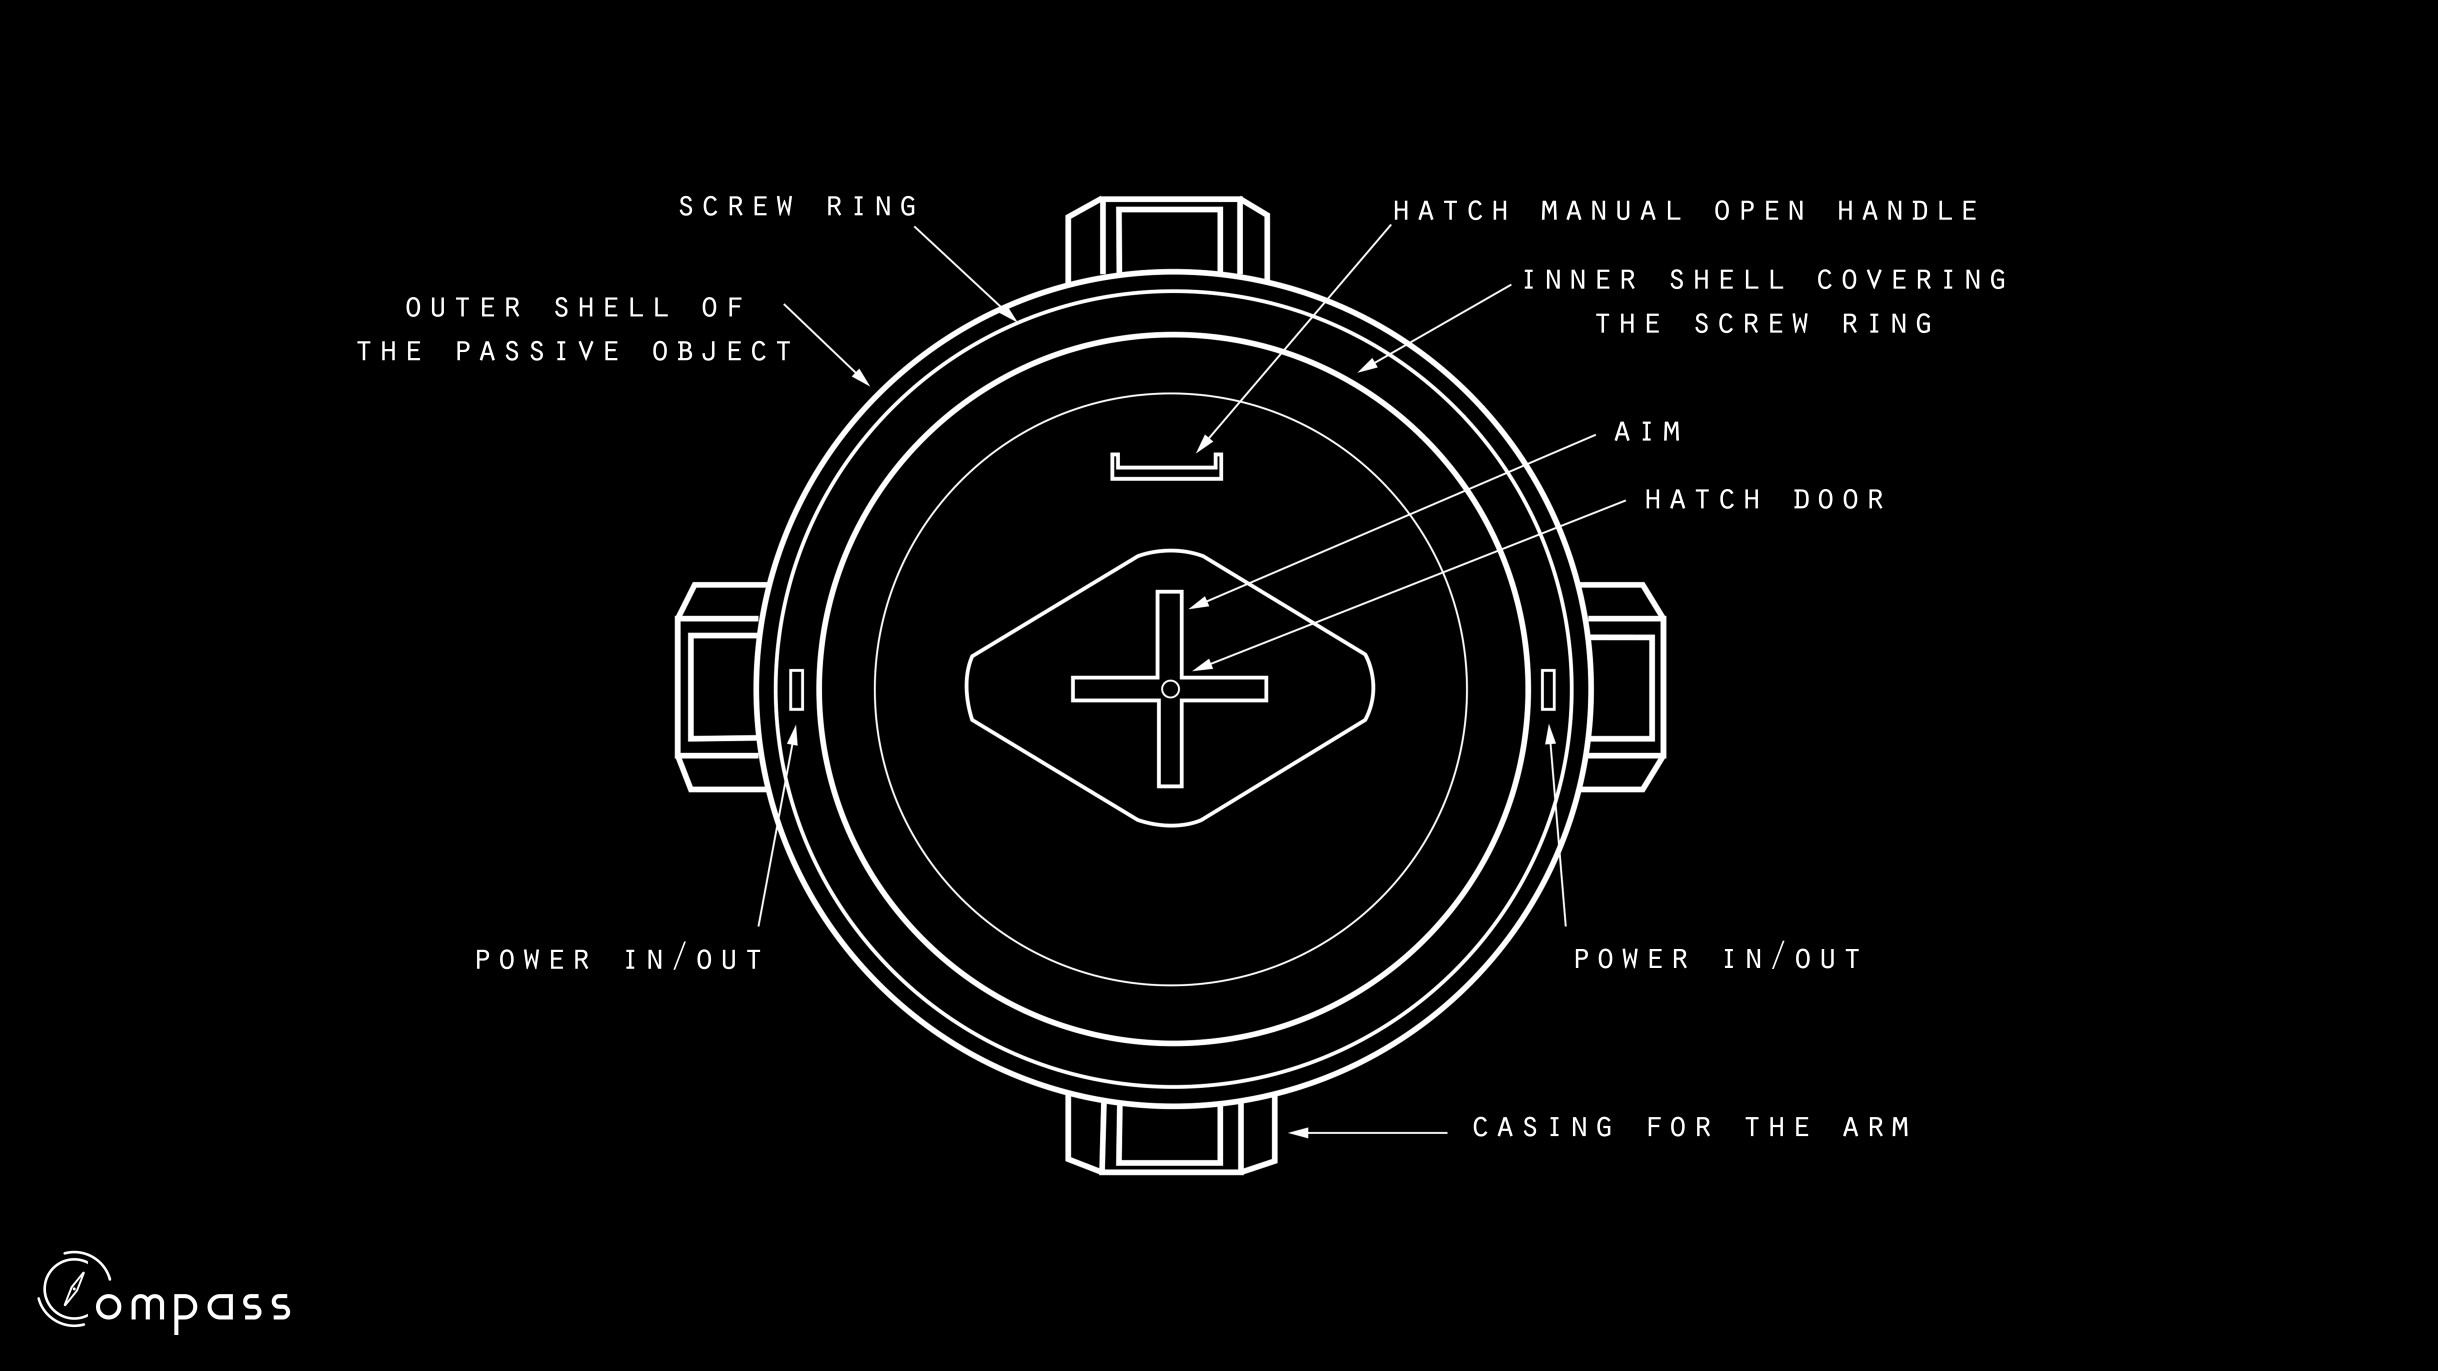 SCREW RING
HATCH MANUAL OPEN HANDLE
OUTER SHELL OF
THE PASSIVE OBJECT
INNER SHELL COVERING
THE SCREW RING
AIM
HATCH DOOR
POWER IN/OUT
POWER IN/OUT
CASING FOR THE ARM
Compass